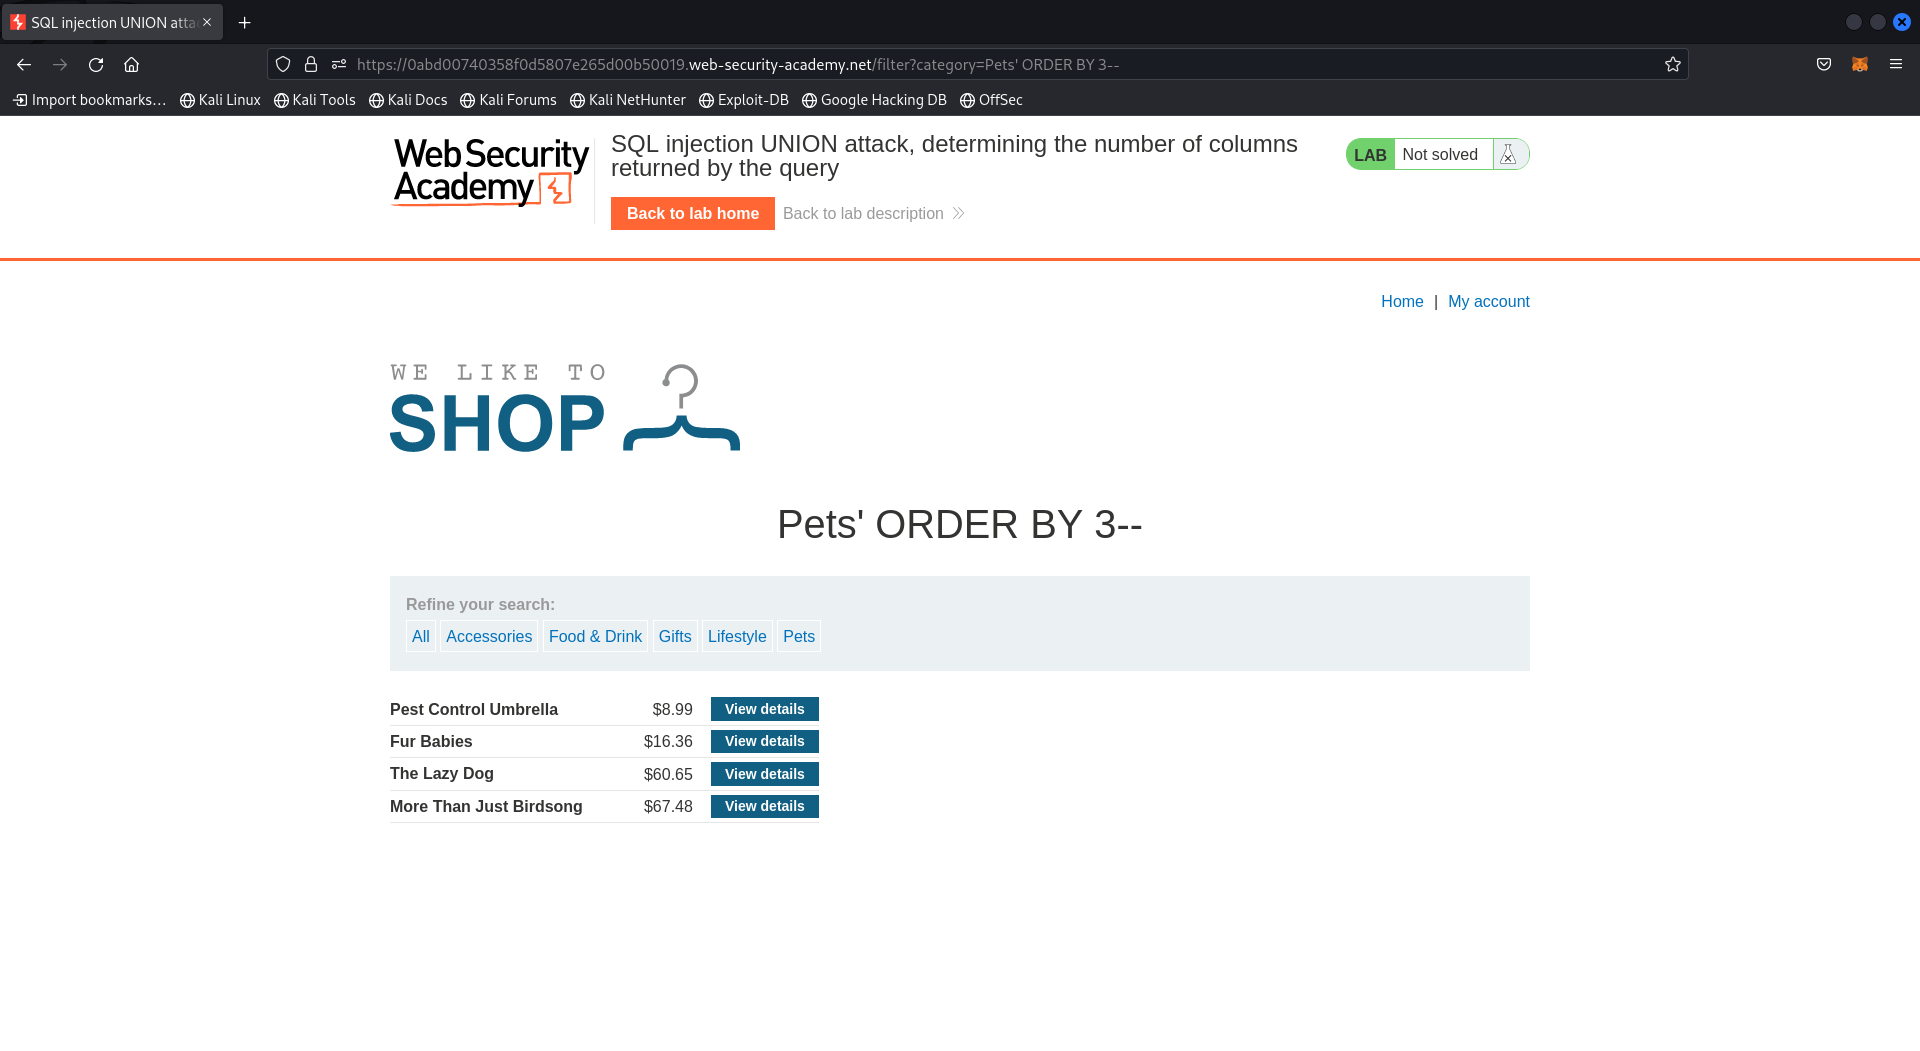 SQL injection UNION atta
https://0abd00740358f0d5807e265d00b50019.web-security-academy.net/filter?category=Pets' ORDER BY 3--
Import bookmarks... Kali Linux Kali Tools Kali Docs Kali Forums Kali NetHunter Exploit-DB Google Hacking DB OffSec
Web Security
Academy
SQL injection UNION attack, determining the number of columns
returned by the query
LAB Not solved
Back to lab home Back to lab description
Home | My account
WE LIKE TO
SHOP
Pets' ORDER BY 3--
Refine your search:
All Accessories Food & Drink Gifts Lifestyle Pets
Pest Control Umbrella $8.99 View details
Fur Babies $16.36 View details
The Lazy Dog $60.65 View details
More Than Just Birdsong $67.48 View details